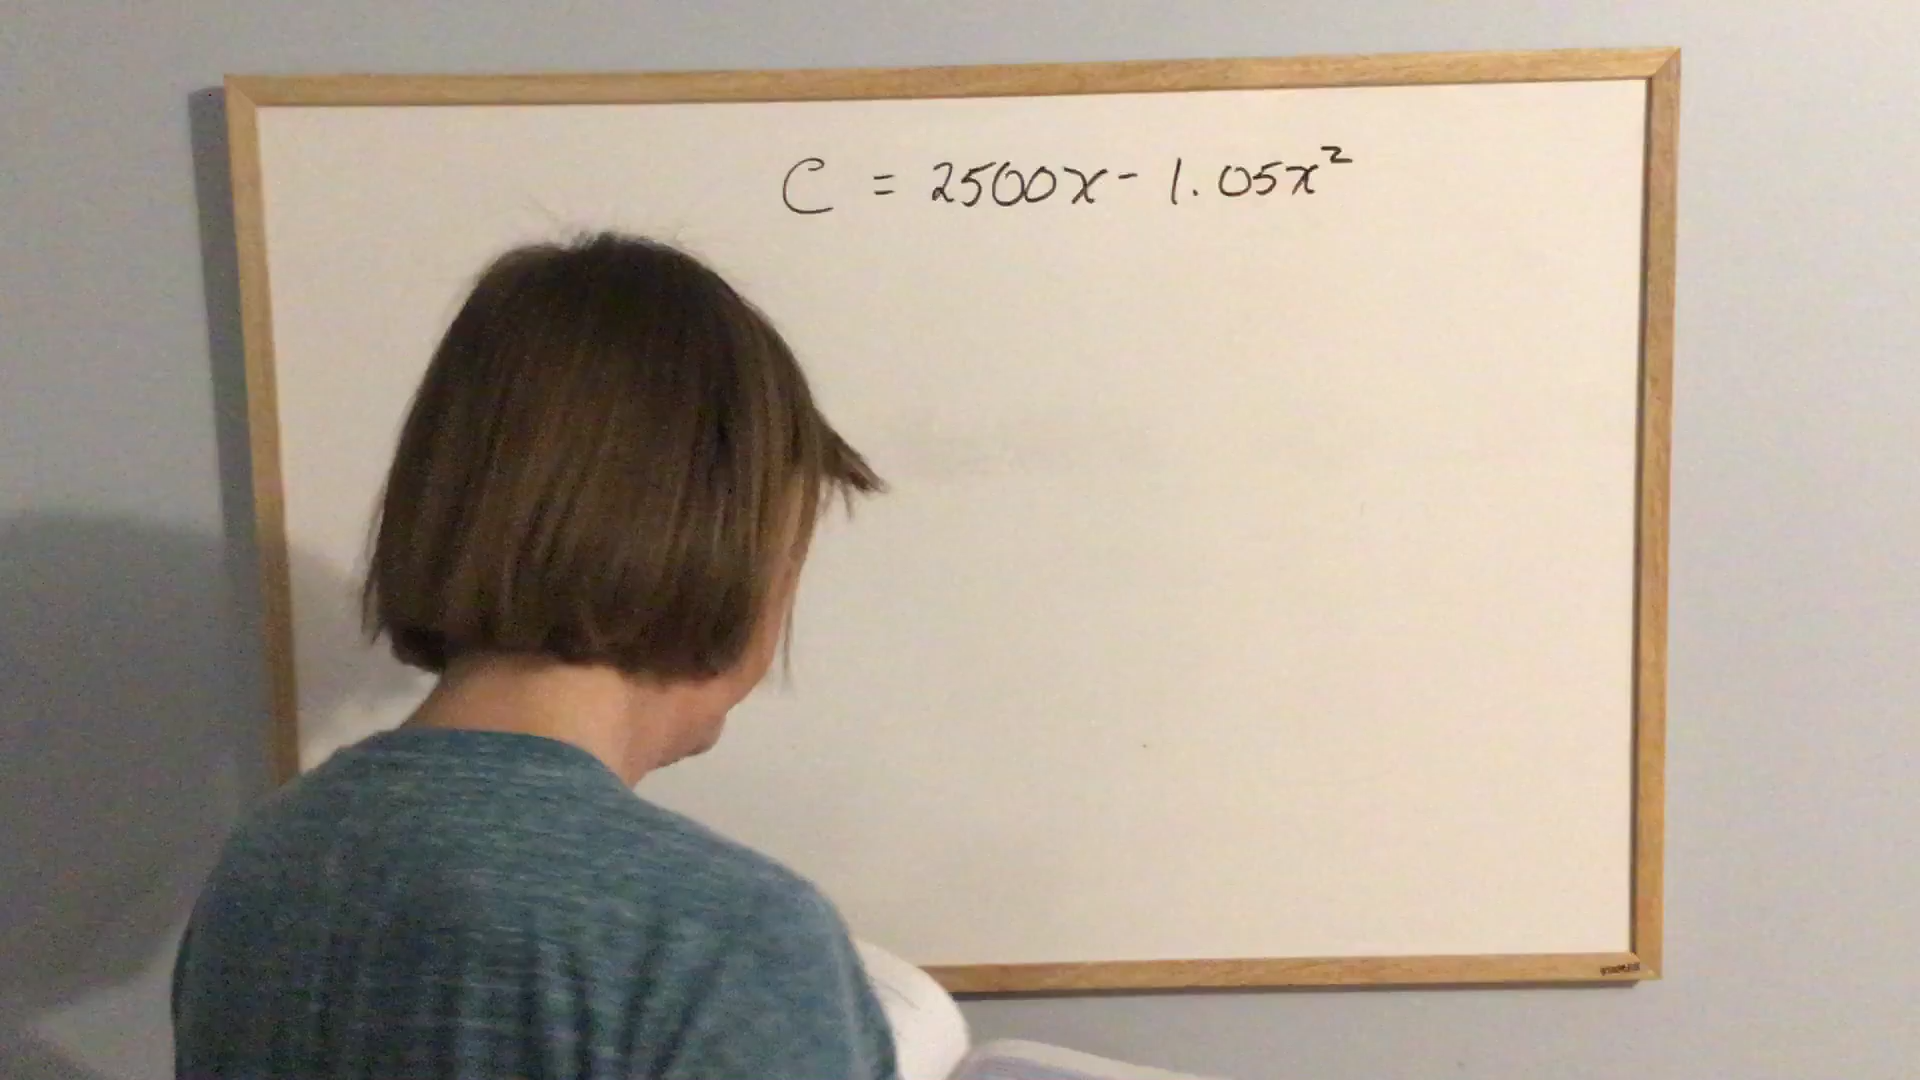 C = 2500x - 1.05x²